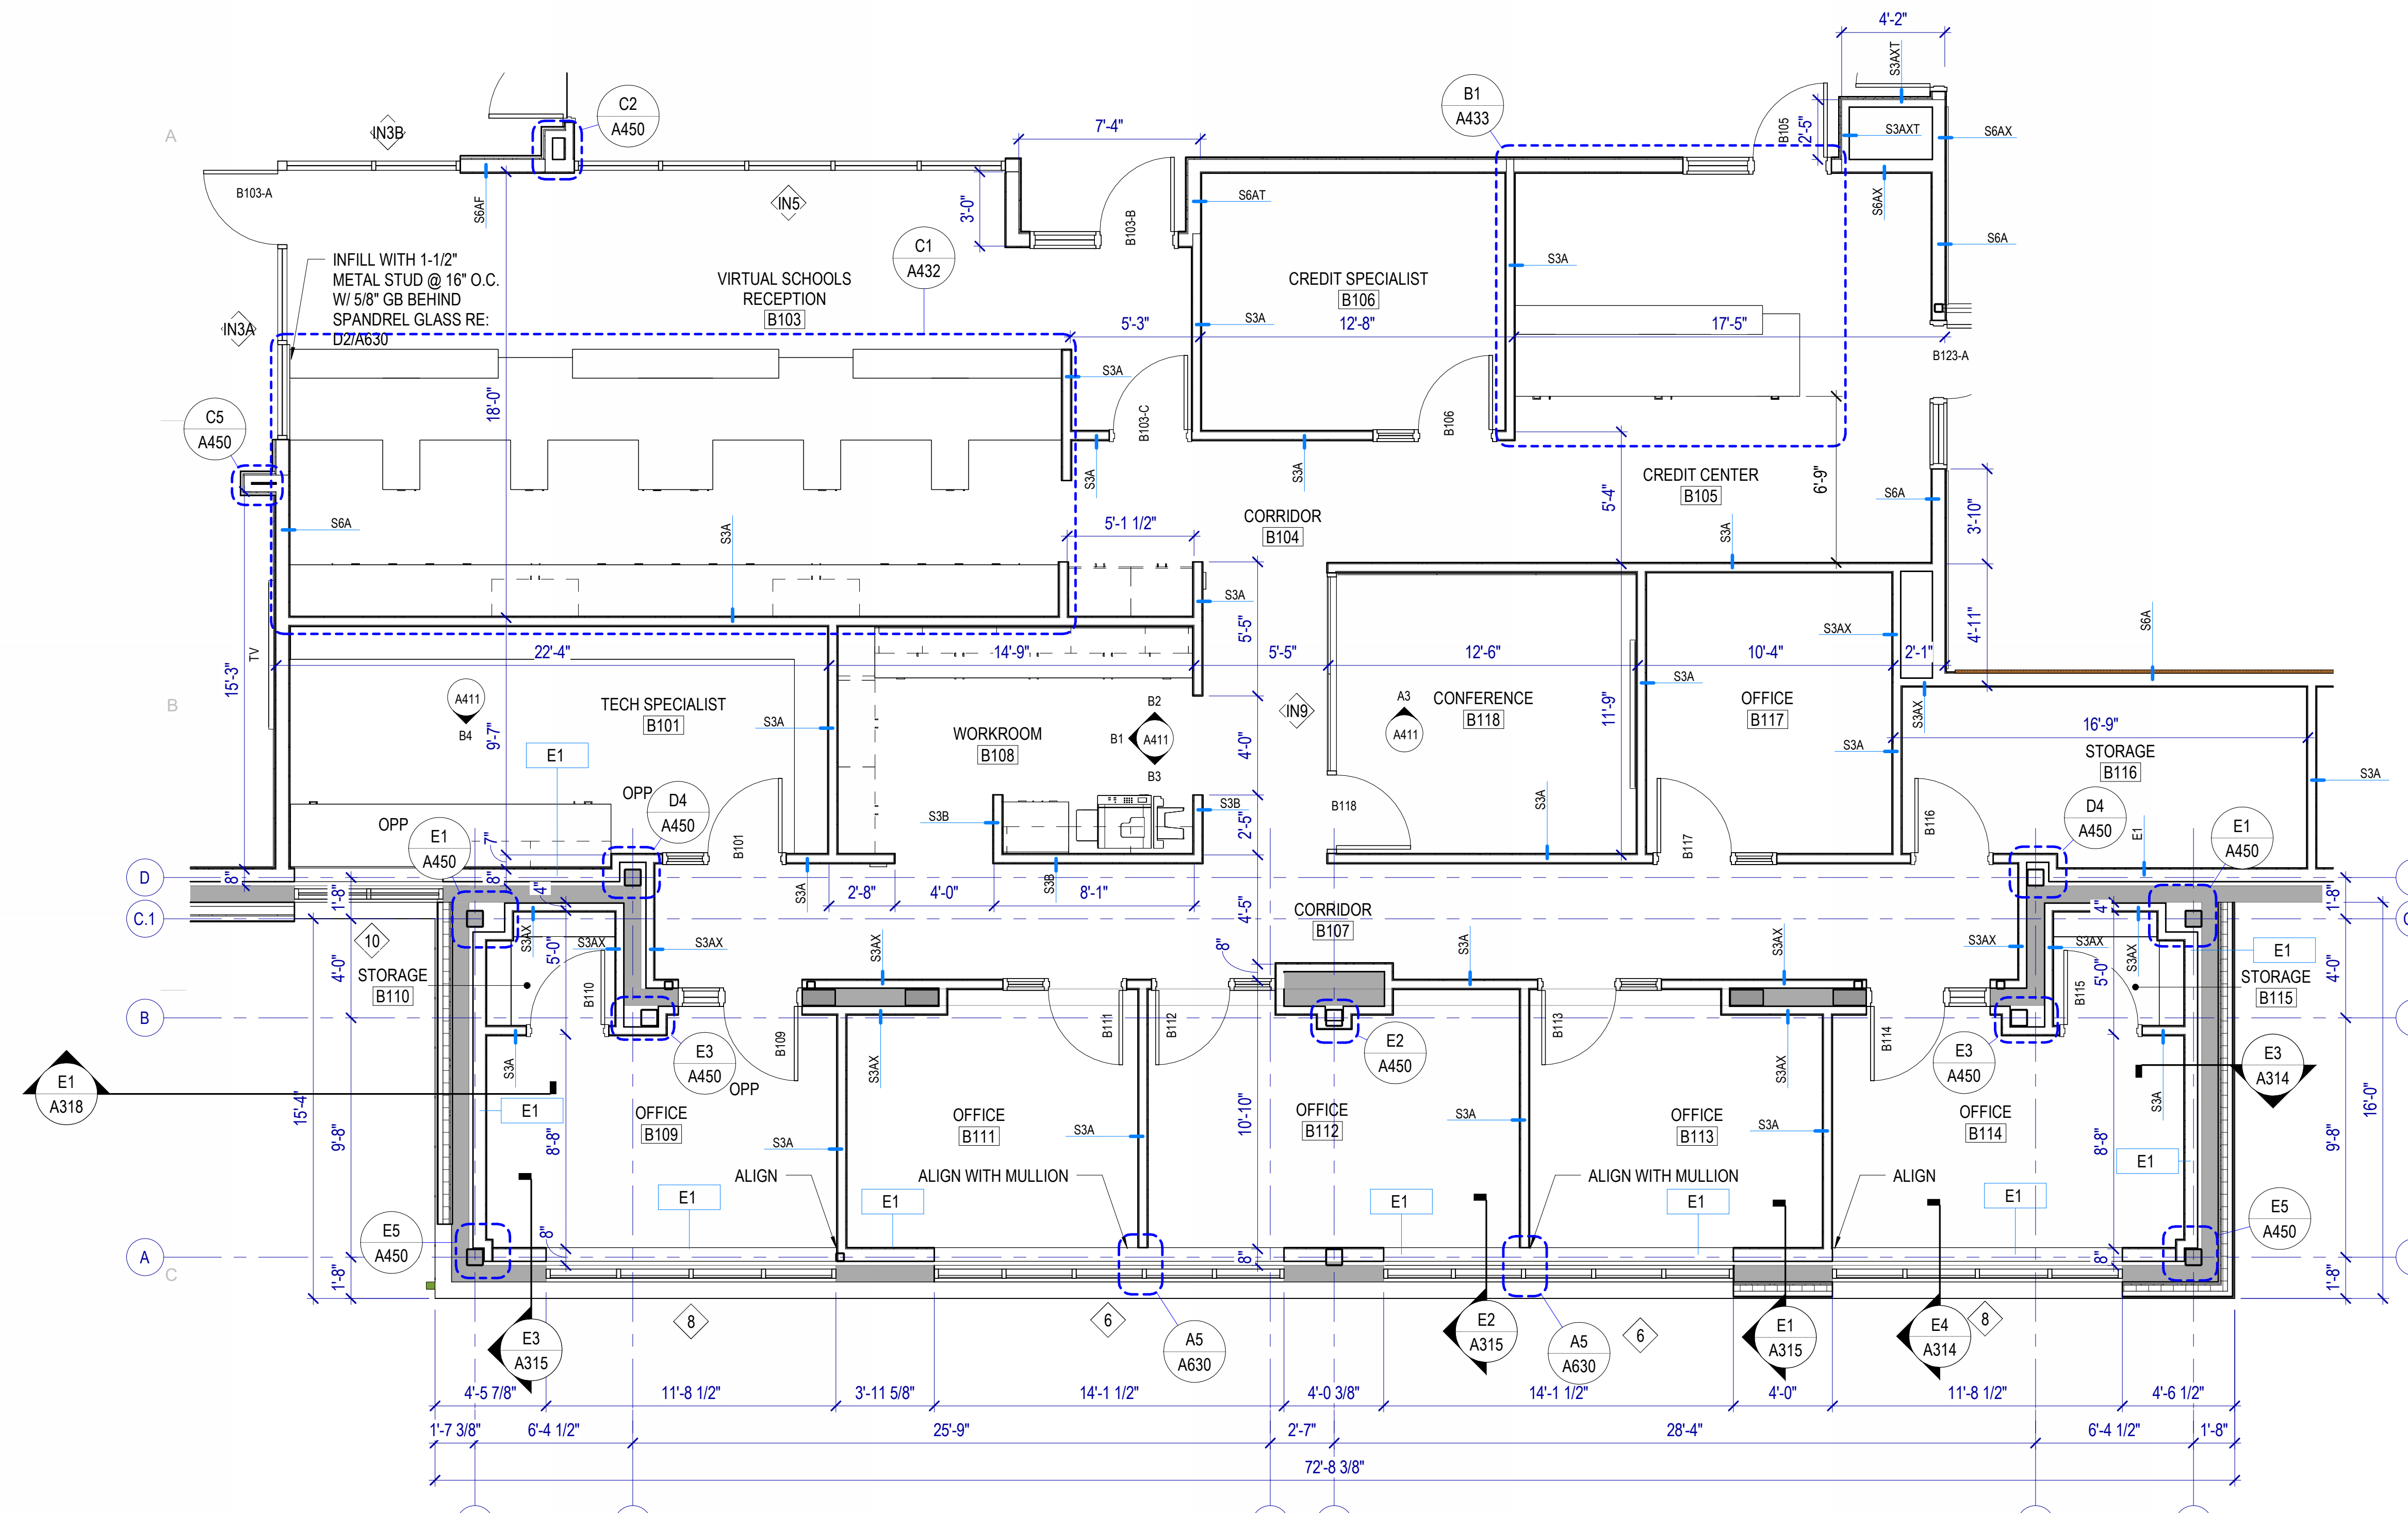 4'-2"
S3AXT
C2
A450
B1
A433
A
IN3B
7'-4"
B105
2'-5"
S3AXT
S6AX
B103-A
S6AF
IN5
3'-0"
B103-B
S6AT
S6AX
S6A
C1
A432
INFILL WITH 1-1/2"
METAL STUD @ 16" O.C.
W/ 5/8" GB BEHIND
SPANDREL GLASS RE:
D2/A630
VIRTUAL SCHOOLS
RECEPTION
B103
CREDIT SPECIALIST
B106
S3A
IN3A
5'-3"
S3A
12'-8"
17'-5"
B123-A
S3A
18'-0"
C5
A450
B103-C
B106
S3A
S3A
CREDIT CENTER
B105
6'-9"
5'-4"
S6A
3'-10"
S6A
S3A
5'-1 1/2"
CORRIDOR
B104
S3A
S3A
5'-5"
S3AX
4'-11"
S6A
TV
15'-3"
22'-4"
14'-9"
5'-5"
12'-6"
10'-4"
2'-1"
S3A
A411
B4
9'-7"
TECH SPECIALIST
B101
S3A
WORKROOM
B108
B2
B1
A411
B3
4'-0"
IN9
A3
A411
CONFERENCE
B118
11'-9"
OFFICE
B117
S3A
S3AX
16'-9"
STORAGE
B116
S3A
B
E1
OPP
D4
A450
OPP
E1
A450
7"
B101
S3B
S3B
2'-5"
B118
S3A
B117
B116
D4
A450
E1
E1
A450
D
8"
8"
1'-8"
4"
S3A
2'-8"
4'-0"
S3B
8'-1"
4'-5"
C.1
CORRIDOR
B107
4"
1'-8"
10
S3AX
5'-0"
S3AX
S3AX
S3AX
8"
S3A
S3AX
S3AX
S3AX
S3AX
5'-0"
E1
4'-0"
STORAGE
B110
B110
STORAGE
B115
B115
4'-0"
B
B109
B111
B112
B113
B114
S3A
E3
A450
OPP
S3AX
E2
A450
S3AX
E3
A450
S3A
E3
A314
E1
A318
15'-4"
E1
OFFICE
B109
OFFICE
B111
10'-10"
OFFICE
B112
S3A
OFFICE
B113
OFFICE
B114
16'-0"
9'-8"
8'-8"
S3A
S3A
S3A
8'-8"
E1
9'-8"
ALIGN
ALIGN WITH MULLION
ALIGN WITH MULLION
ALIGN
E1
E1
E1
E1
E1
E5
A450
E5
A450
A
8"
8"
8"
C
1'-8"
1'-8"
8
6
6
8
E3
A315
A5
A630
E2
A315
A5
A630
E1
A315
E4
A314
4'-5 7/8"
11'-8 1/2"
3'-11 5/8"
14'-1 1/2"
4'-0 3/8"
14'-1 1/2"
4'-0"
11'-8 1/2"
4'-6 1/2"
1'-7 3/8"
6'-4 1/2"
25'-9"
2'-7"
28'-4"
6'-4 1/2"
1'-8"
72'-8 3/8"